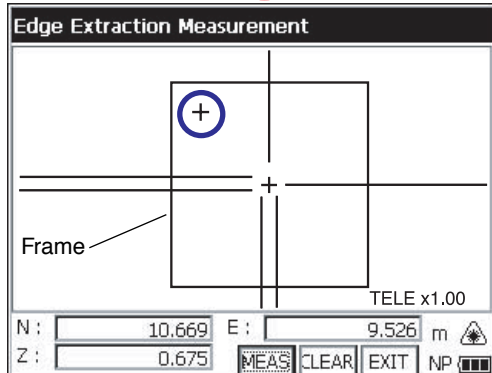 Edge Extraction Measurement
Frame
TELE x1.00
N : 10.669 E : 9.526 m
Z : 0.675 MEAS CLEAR EXIT NP